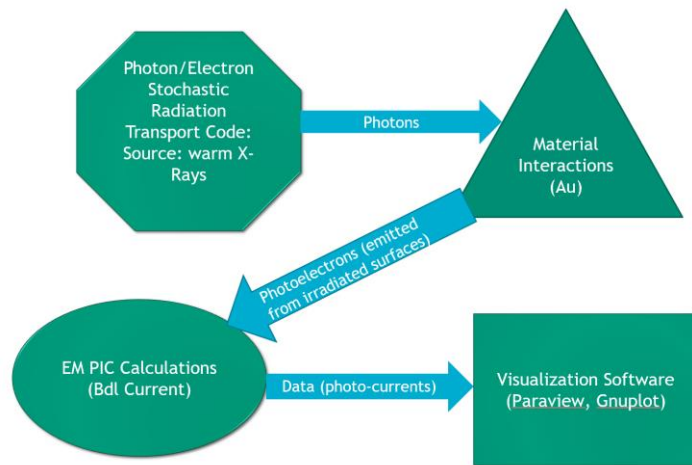 Photon/Electron
Stochastic
Radiation
Transport Code:
Source: warm X-
Rays
Photons
Material
Interactions
(Au)
Photoelectrons (emitted
from irradiated surfaces)
EM PIC Calculations
(Bdl Current)
Data (photo-currents)
Visualization Software
(Paraview, Gnuplot)